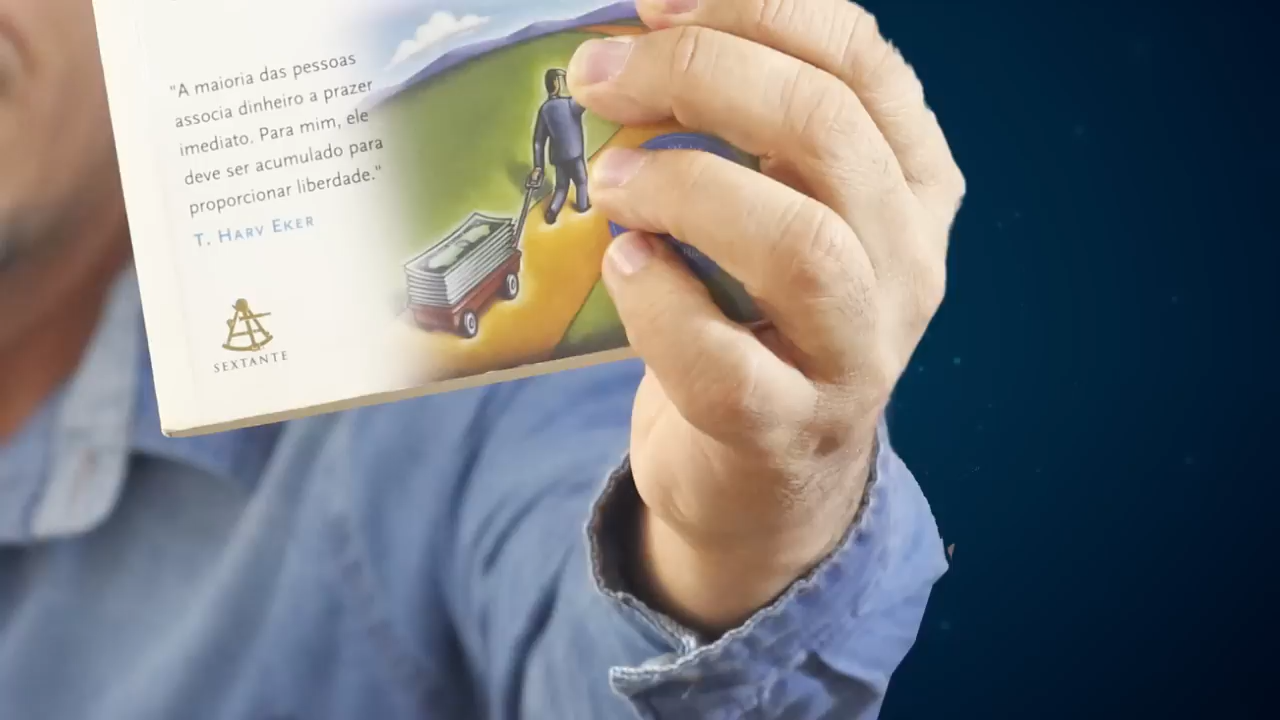 "A maioria das pessoas
associa dinheiro a prazer
imediato. Para mim, ele
deve ser acumulado para
proporcionar liberdade."
T. Harv Eker
SEXTANTE